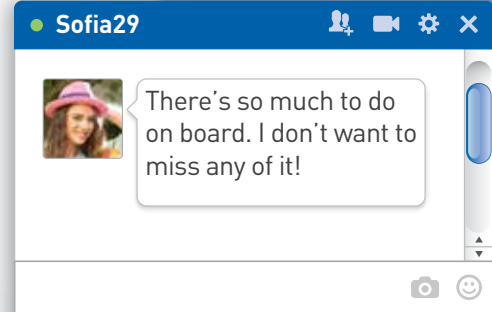 Sofia29
There's so much to do
on board. I don't want to
miss any of it!